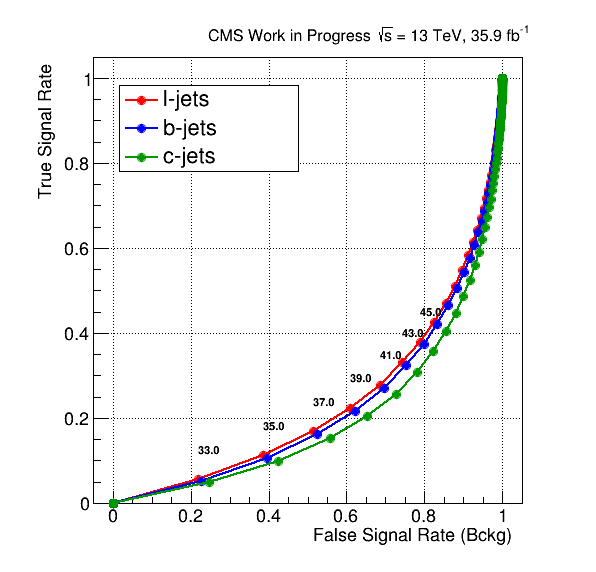 CMS Work in Progress √s = 13 TeV, 35.9 fb⁻¹
True Signal Rate
1
0.8
0.6
0.4
0.2
0
l-jets
b-jets
c-jets
45.0
43.0
41.0
39.0
37.0
35.0
33.0
0 0.2 0.4 0.6 0.8 1
False Signal Rate (Bckg)